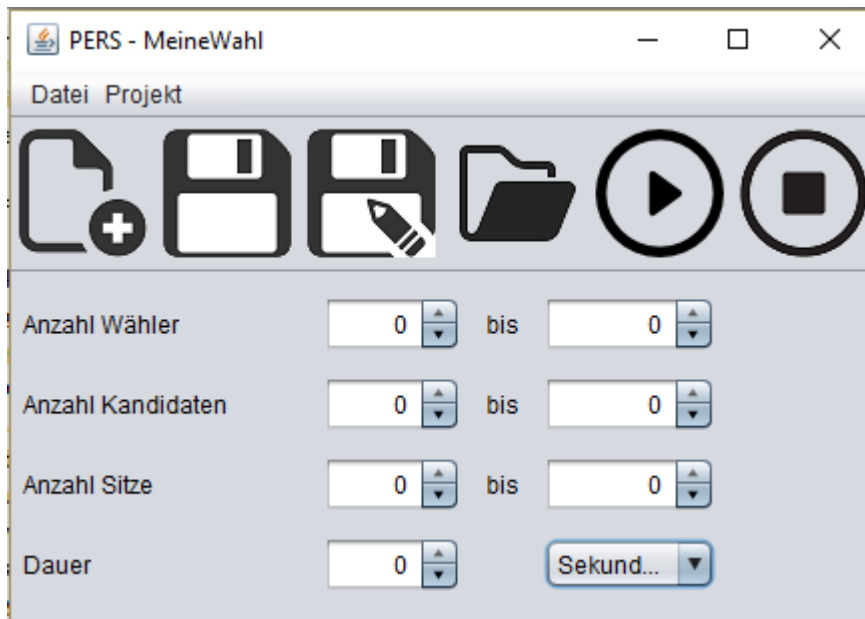 PERS - MeineWahl
Datei Projekt
Anzahl Wähler 0 bis 0
Anzahl Kandidaten 0 bis 0
Anzahl Sitze 0 bis 0
Dauer 0 Sekund...